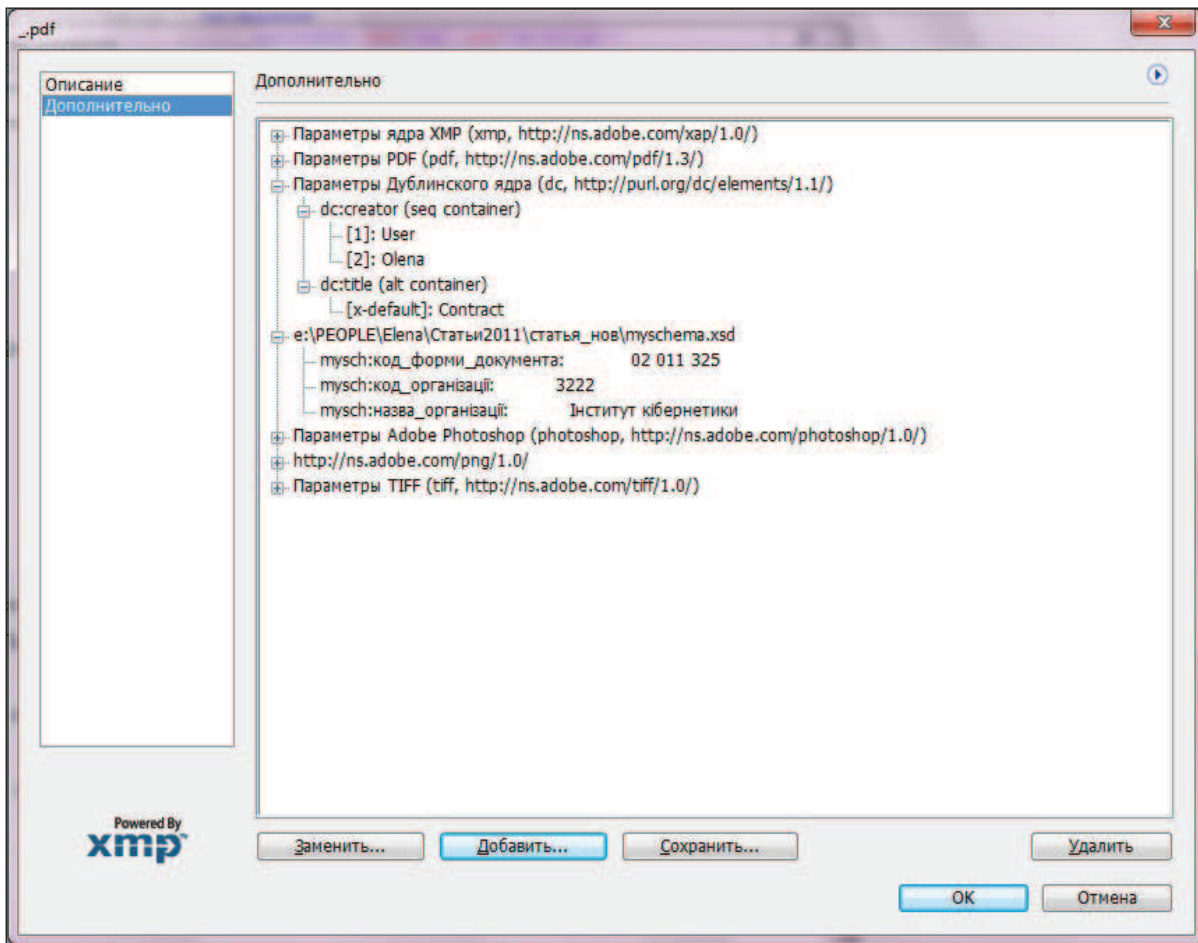 _.pdf
Описание
Дополнительно
Дополнительно
Параметры ядра XMP (xmp, http://ns.adobe.com/xap/1.0/)
Параметры PDF (pdf, http://ns.adobe.com/pdf/1.3/)
Параметры Дублинского ядра (dc, http://purl.org/dc/elements/1.1/)
dc:creator (seq container)
[1]: User
[2]: Olena
dc:title (alt container)
[x-default]: Contract
e:\PEOPLE\Elena\Статьи2011\статья_нов\myschema.xsd
mysch:код_форми_документа: 02 011 325
mysch:код_організації: 3222
mysch:назва_організації: Інститут кібернетики
Параметры Adobe Photoshop (photoshop, http://ns.adobe.com/photoshop/1.0/)
http://ns.adobe.com/png/1.0/
Параметры TIFF (tiff, http://ns.adobe.com/tiff/1.0/)
Powered By
xmp™
Заменить...
Добавить...
Сохранить...
Удалить
OK
Отмена